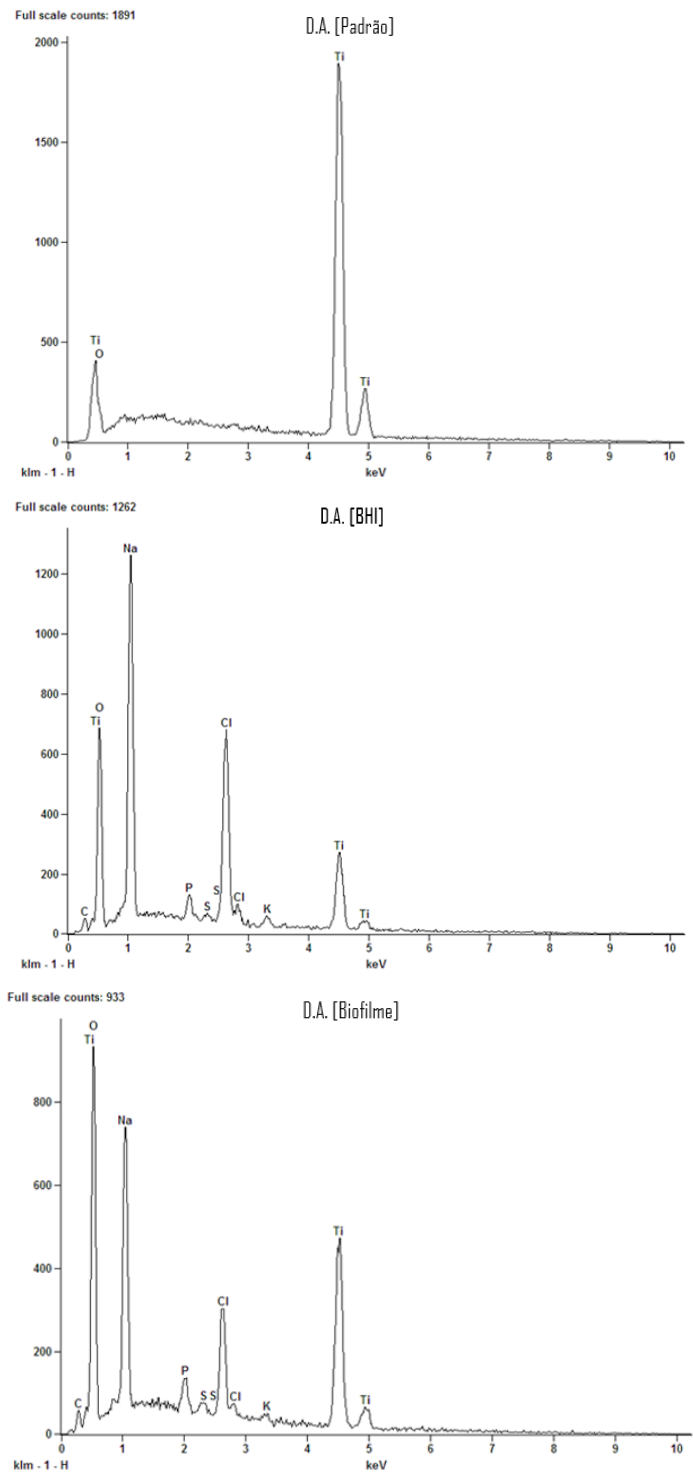 Full scale counts: 1891
D.A. [Padrão]
2000
Ti
1500
1000
500
Ti
O
Ti
0
0 1 2 3 4 5 6 7 8 9 10
klm - 1 - H keV
Full scale counts: 1262
D.A. [BHI]
Na
1200
1000
800
O
Ti
Cl
600
400
Ti
200
C
P
S
S
Cl
K
Ti
0
0 1 2 3 4 5 6 7 8 9 10
klm - 1 - H keV
Full scale counts: 933
D.A. [Biofilme]
O
Ti
800
Na
600
Ti
400
Cl
200
P
C
S S
Cl
K
Ti
0
0 1 2 3 4 5 6 7 8 9 10
klm - 1 - H keV